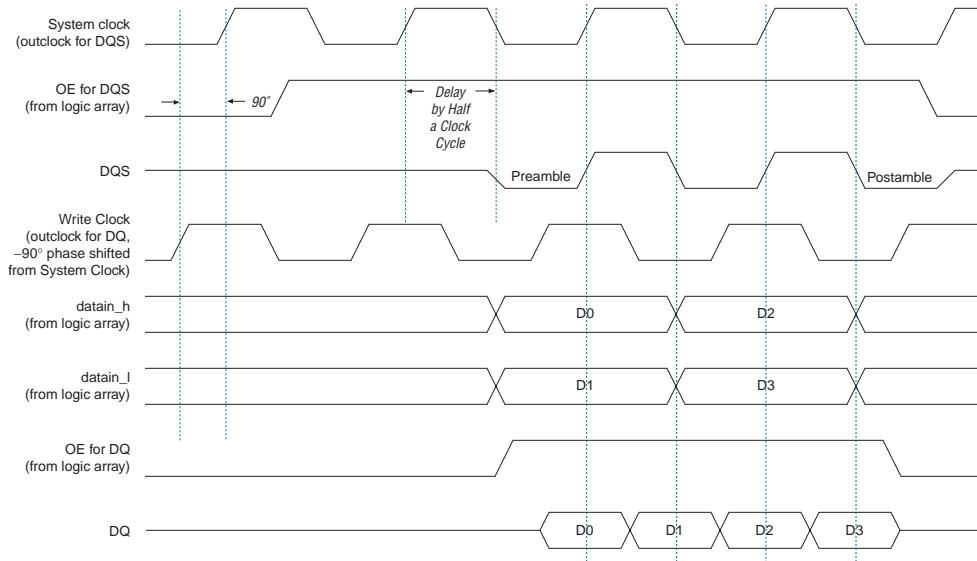 System clock
(outclock for DQS)
OE for DQS
(from logic array)
90°
Delay
by Half
a Clock
Cycle
DQS
Preamble
Postamble
Write Clock
(outclock for DQ,
−90° phase shifted
from System Clock)
datain_h
(from logic array)
D0
D2
datain_l
(from logic array)
D1
D3
OE for DQ
(from logic array)
DQ
D0
D1
D2
D3